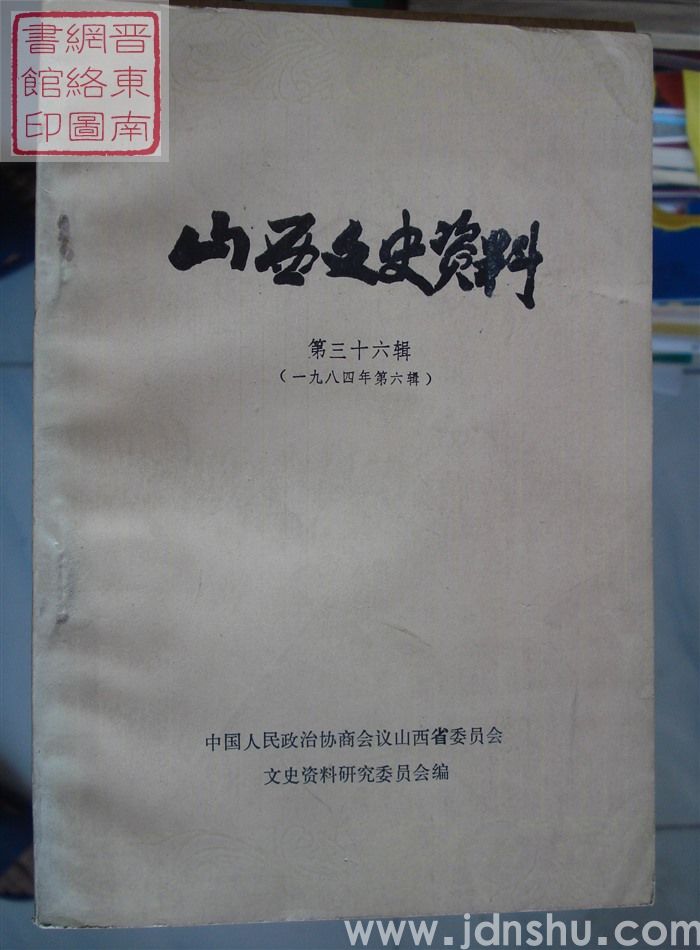 晋东南
網絡圖
書館印
山西文史资料
第三十六辑
（一九八四年第六辑）
中国人民政治协商会议山西省委员会
文史资料研究委员会编
www.jdnshu.com